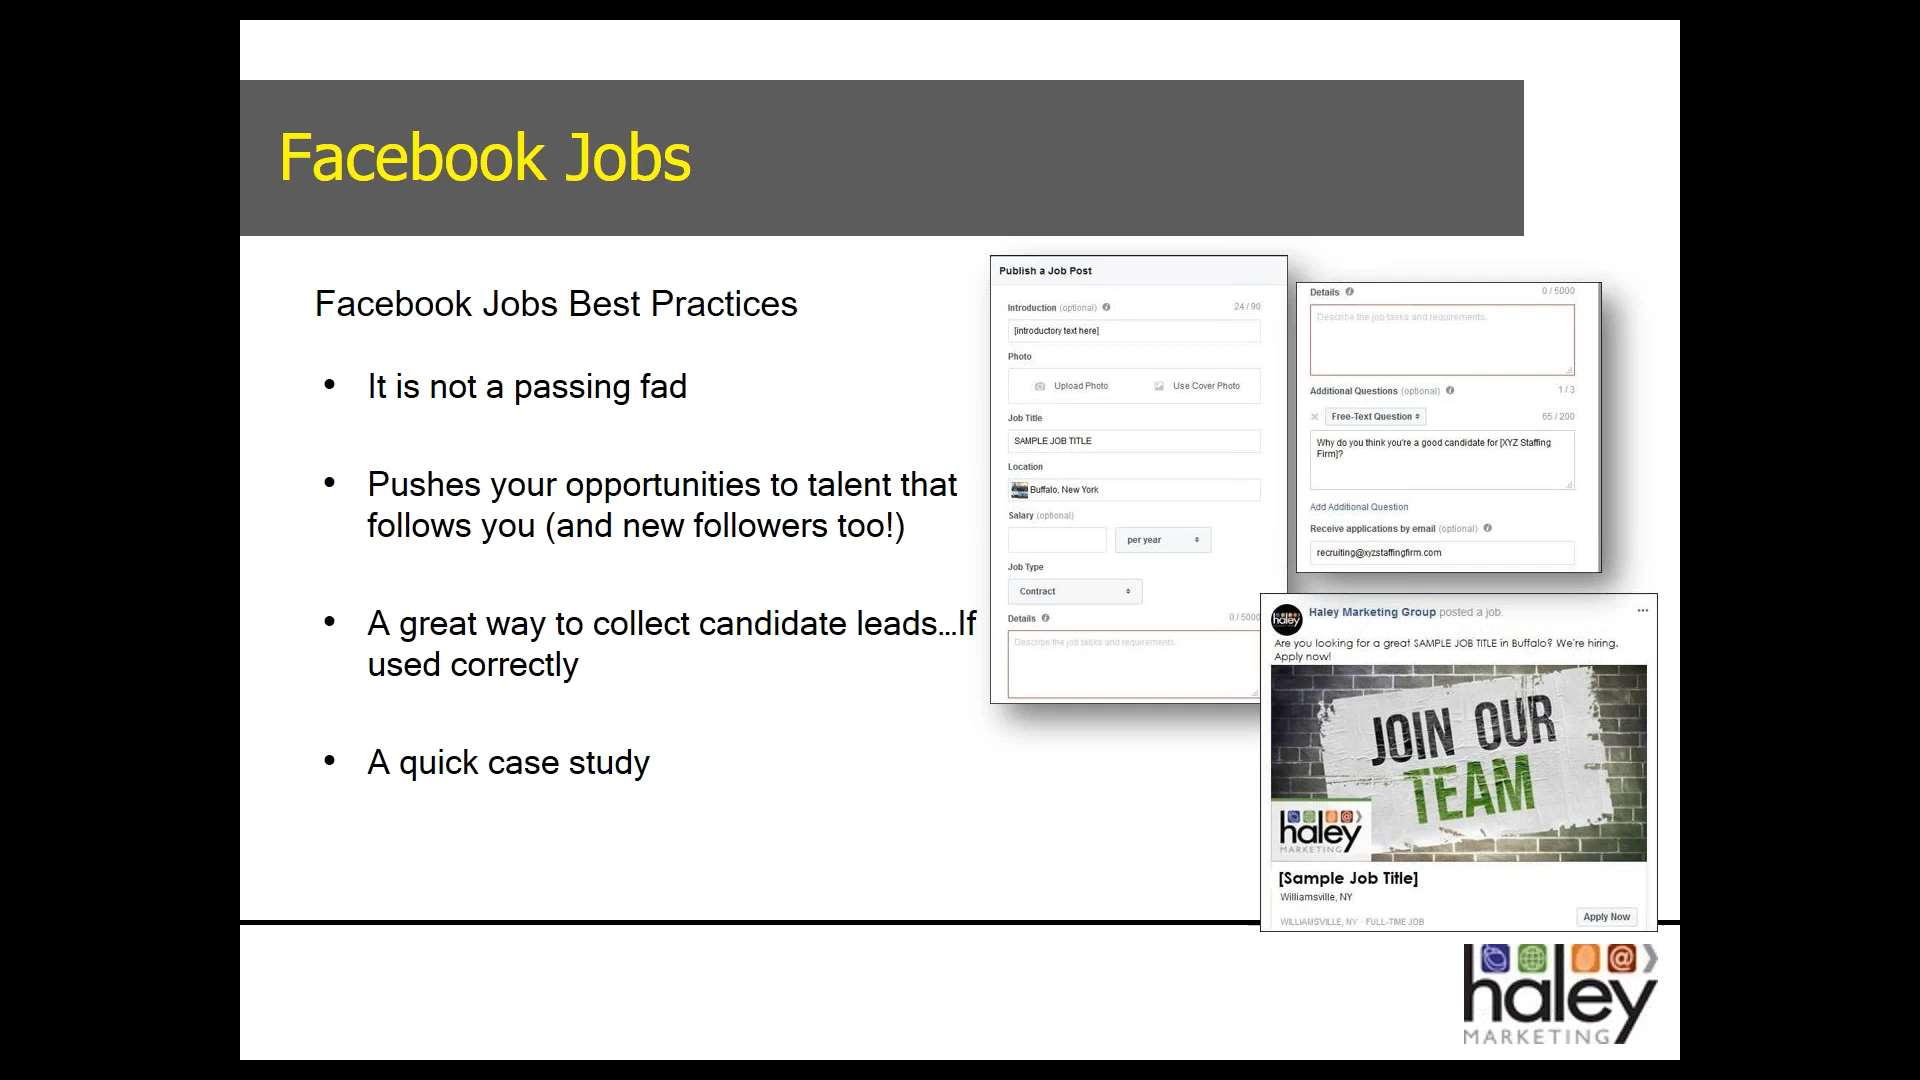 Facebook Jobs
Facebook Jobs Best Practices
• It is not a passing fad
• Pushes your opportunities to talent that
follows you (and new followers too!)
• A great way to collect candidate leads...If
used correctly
• A quick case study
Publish a Job Post
Introduction (optional) 24 / 90
[introductory text here]
Photo
Upload Photo Use Cover Photo
Job Title
SAMPLE JOB TITLE
Location
Buffalo, New York
Salary (optional)
per year
Job Type
Contract
Details 0 / 5000
Describe the job tasks and requirements.
Details 0 / 5000
Describe the job tasks and requirements.
Additional Questions (optional) 1 / 3
Free-Text Question 65 / 200
Why do you think you're a good candidate for [XYZ Staffing
Firm]?
Add Additional Question
Receive applications by email (optional)
recruiting@xyzstaffingfirm.com
haley
Haley Marketing Group posted a job.
Are you looking for a great SAMPLE JOB TITLE in Buffalo? We're hiring.
Apply now!
JOIN OUR
TEAM
haley
MARKETING
[Sample Job Title]
Williamsville, NY
WILLIAMSVILLE, NY · FULL-TIME JOB
Apply Now
haley
MARKETING